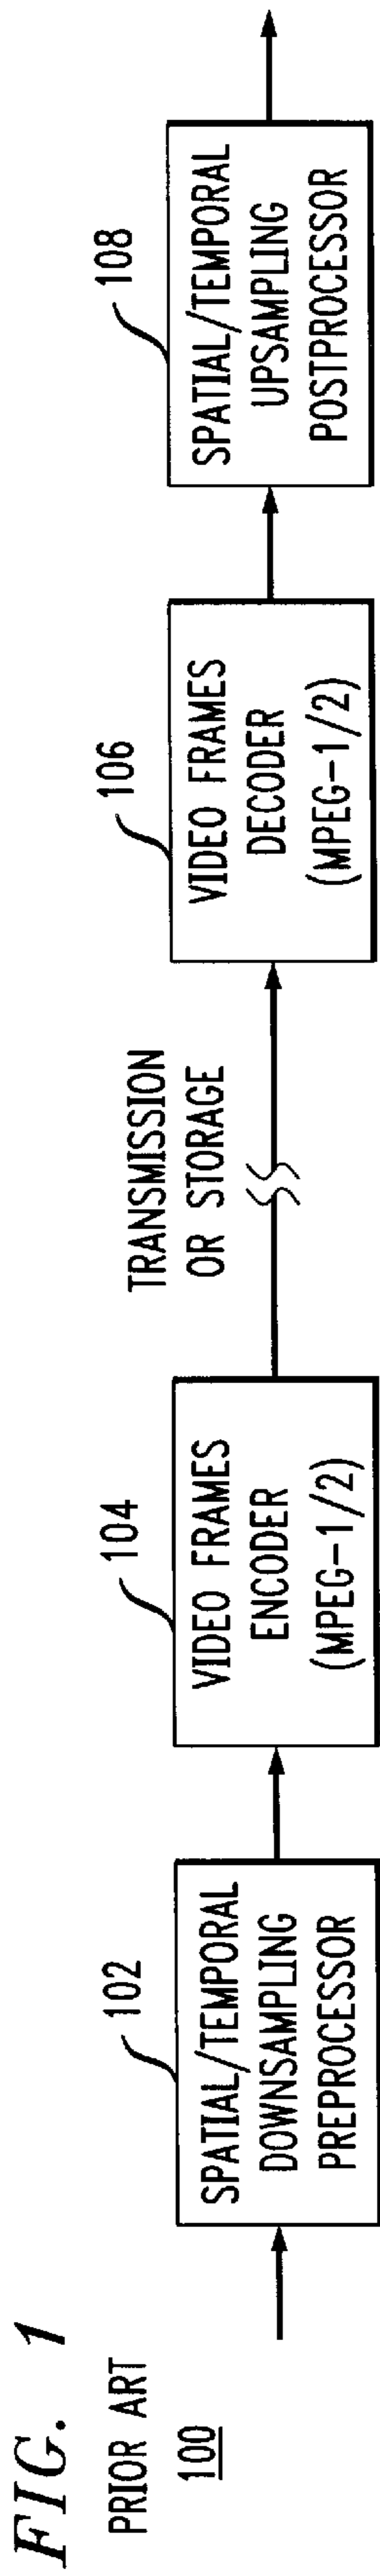 FIG. 1
PRIOR ART
100
102
SPATIAL/TEMPORAL
DOWNSAMPLING
PREPROCESSOR
104
VIDEO FRAMES
ENCODER
(MPEG-1/2)
TRANSMISSION
OR STORAGE
106
VIDEO FRAMES
DECODER
(MPEG-1/2)
108
SPATIAL/TEMPORAL
UPSAMPLING
POSTPROCESSOR